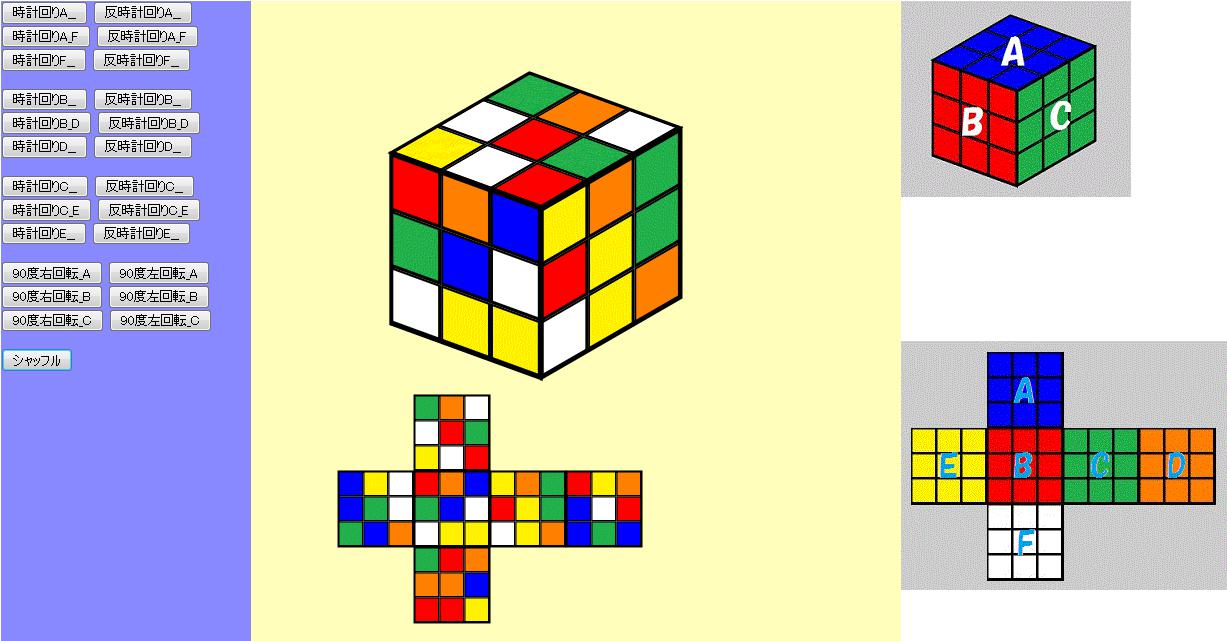 時計回りA_ 反時計回りA_
時計回りA_F 反時計回りA_F
時計回りF_ 反時計回りF_
時計回りB_ 反時計回りB_
時計回りB_D 反時計回りB_D
時計回りD_ 反時計回りD_
時計回りC_ 反時計回りC_
時計回りC_E 反時計回りC_E
時計回りE_ 反時計回りE_
90度右回転_A 90度左回転_A
90度右回転_B 90度左回転_B
90度右回転_C 90度左回転_C
シャッフル
A
B C
A
E B C D
F